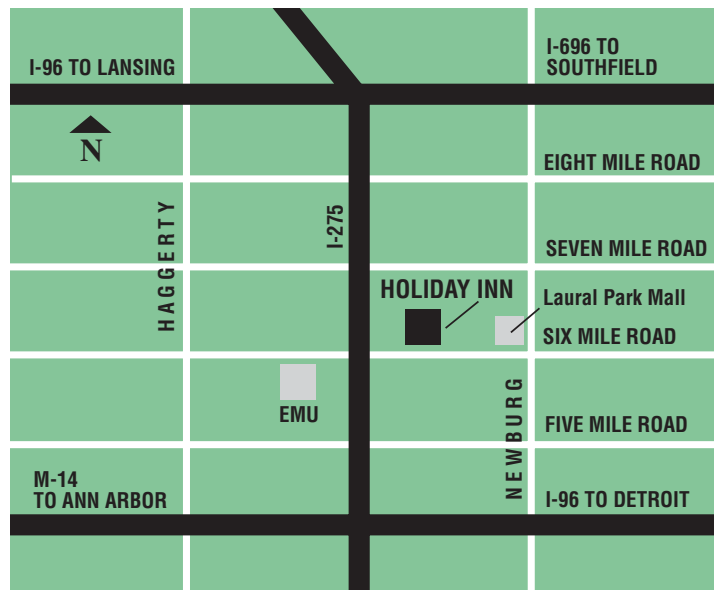 I-696 TO
SOUTHFIELD
I-96 TO LANSING
N
EIGHT MILE ROAD
HAGGERTY
I-275
SEVEN MILE ROAD
HOLIDAY INN
Laural Park Mall
SIX MILE ROAD
EMU
NEWBURG
FIVE MILE ROAD
M-14
TO ANN ARBOR
I-96 TO DETROIT